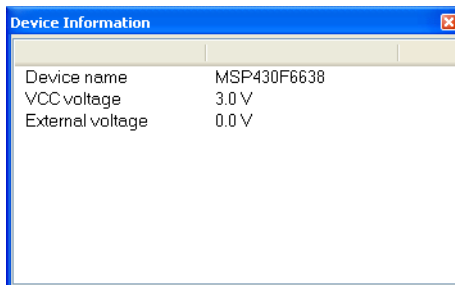 Device Information
Device name MSP430F6638
VCC voltage 3.0 V
External voltage 0.0 V